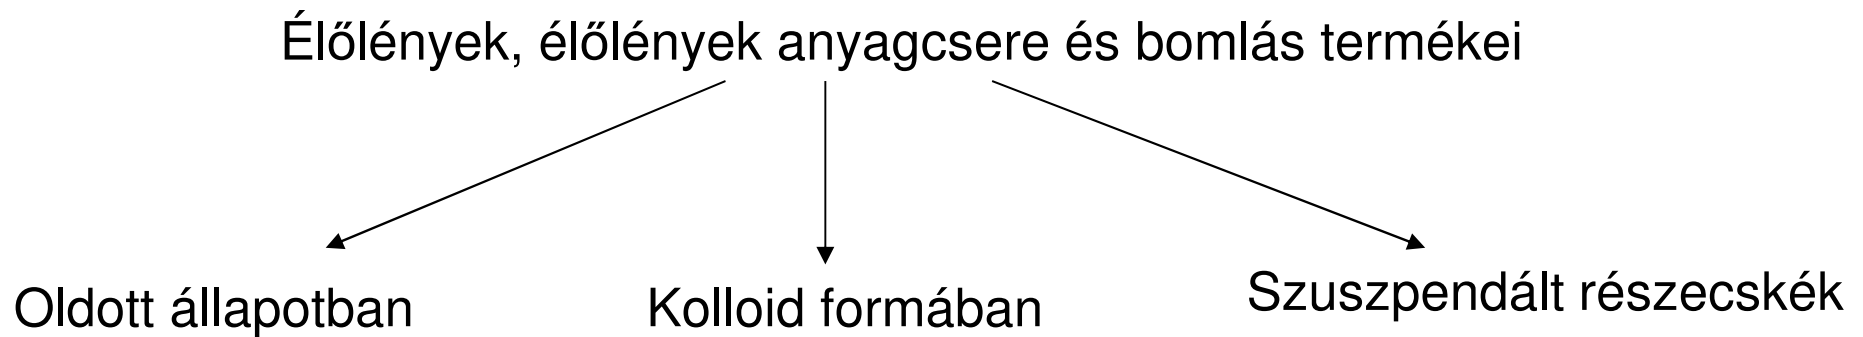 Élőlények, élőlények anyagcsere és bomlás termékei
Oldott állapotban
Kolloid formában
Szuszpendált részecskék